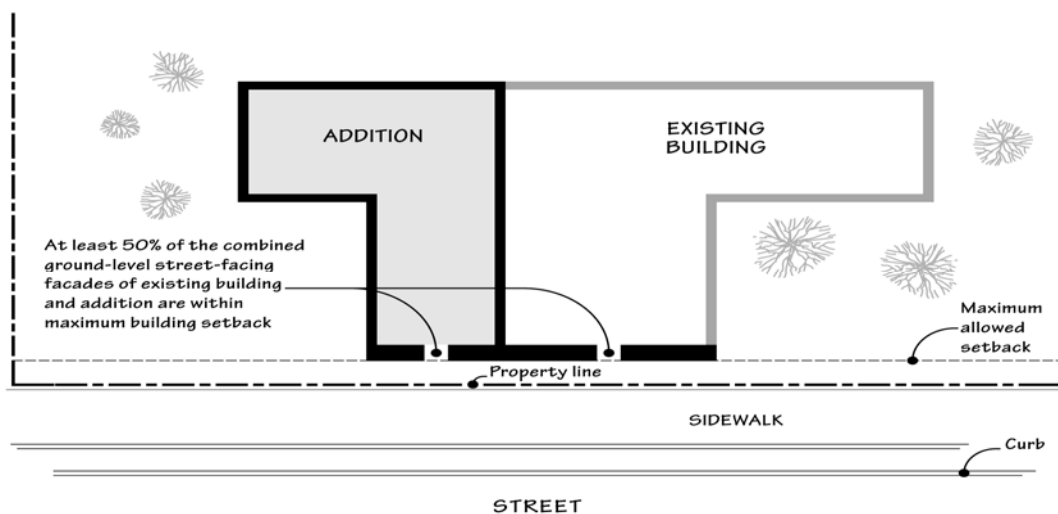 ADDITION
EXISTING
BUILDING
At least 50% of the combined
ground-level street-facing
facades of existing building
and addition are within
maximum building setback
Maximum
allowed
setback
Property line
SIDEWALK
Curb
STREET